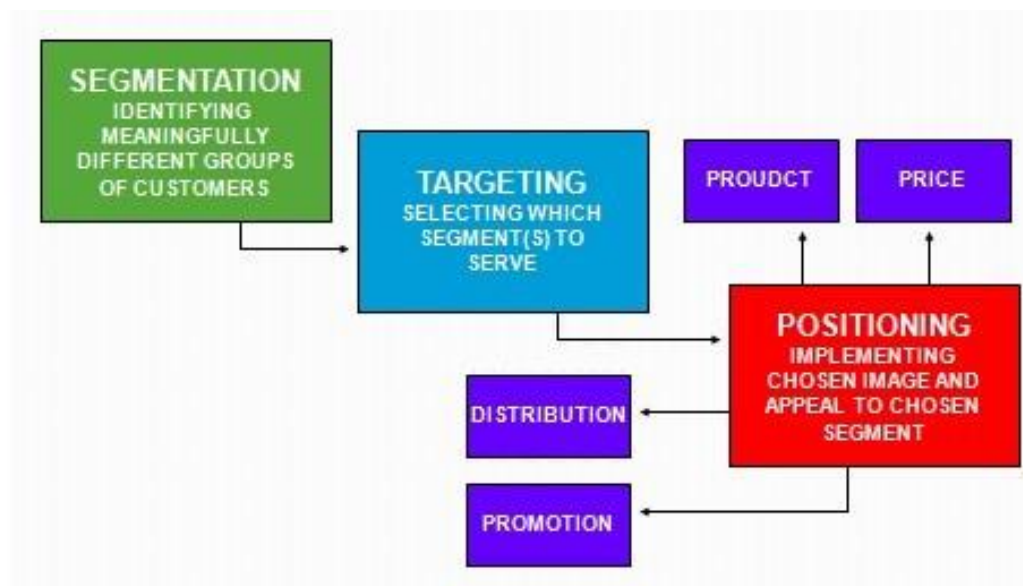 SEGMENTATION
IDENTIFYING
MEANINGFULLY
DIFFERENT GROUPS
OF CUSTOMERS
TARGETING
SELECTING WHICH
SEGMENT(S) TO
SERVE
PROUDCT
PRICE
POSITIONING
IMPLEMENTING
CHOSEN IMAGE AND
APPEAL TO CHOSEN
SEGMENT
DISTRIBUTION
PROMOTION